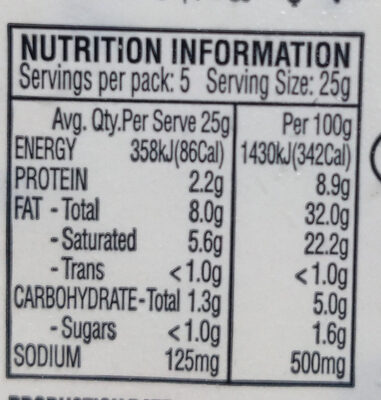 NUTRITION INFORMATION
Servings per pack: 5 Serving Size: 25g
Avg. Qty.Per Serve 25g Per 100g
ENERGY 358kJ(86Cal) 1430kJ(342Cal)
PROTEIN 2.2g 8.9g
FAT - Total 8.0g 32.0g
- Saturated 5.6g 22.2g
- Trans <1.0g <1.0g
CARBOHYDRATE-Total 1.3g 5.0g
- Sugars <1.0g 1.6g
SODIUM 125mg 500mg